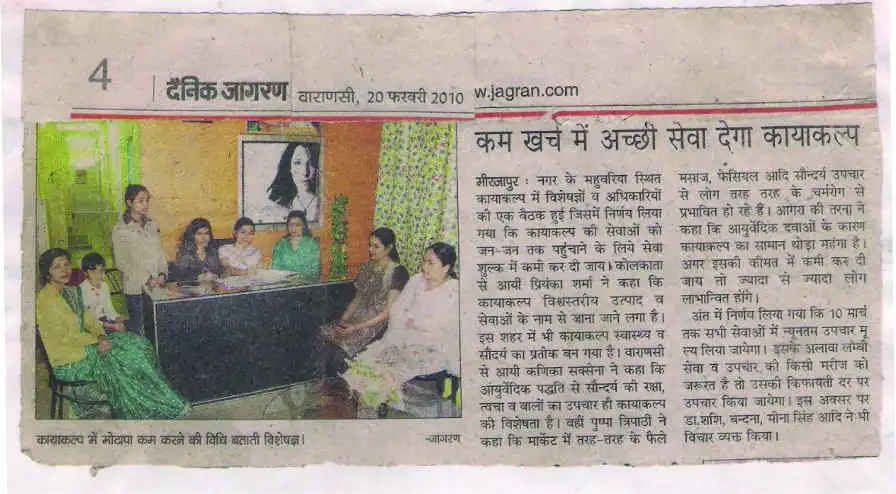 4
दैनिक जागरण वाराणसी, 20 फरवरी 2010 w.jagran.com
कम खर्च में अच्छी सेवा देगा कायाकल्प
मीरजापुर : नगर के महुवरिया स्थित
कायाकल्प में विशेषज्ञों व अधिकारियों
की एक बैठक हुई जिसमें निर्णय लिया
गया कि कायाकल्प की सेवाओं को
जन-जन तक पहुंचाने के लिये सेवा
शुल्क में कमी कर दी जाय। कोलकाता
से आयी प्रियंका शर्मा ने कहा कि
कायाकल्प विश्वस्तरीय उत्पाद व
सेवाओं के नाम से जाना जाने लगा है।
इस शहर में भी कायाकल्प स्वास्थ्य व
सौंदर्य का प्रतीक बन गया है। वाराणसी
से आयी कणिका सक्सेना ने कहा कि
आयुर्वेदिक पद्धति से सौन्दर्य की रक्षा,
त्वचा व बालों का उपचार ही कायाकल्प
की विशेषता है। वहीं पुष्पा त्रिपाठी ने
कहा कि मार्केट में तरह-तरह के फैले
मसाज, फेसियल आदि सौन्दर्य उपचार
से लोग तरह तरह के चर्मरोग से
प्रभावित हो रहे हैं। आगरा की तरना ने
कहा कि आयुर्वेदिक दवाओं के कारण
कायाकल्प का सामान थोड़ा महंगा है।
अगर इसकी कीमत में कमी कर दी
जाय तो ज्यादा से ज्यादा लोग
लाभान्वित होंगे।
अंत में निर्णय लिया गया कि 10 मार्च
तक सभी सेवाओं में न्यूनतम उपचार मू
ल्य लिया जायेगा। इसके अलावा लम्बी
सेवा व उपचार की किसी मरीज को
जरूरत है तो उसकी किफायती दर पर
उपचार किया जायेगा। इस अवसर पर
डा.शशि, बन्दना, मीना सिंह आदि ने भी
विचार व्यक्त किया।
कायाकल्प में मोटापा कम करने की विधि बताती विशेषज्ञ। -जागरण